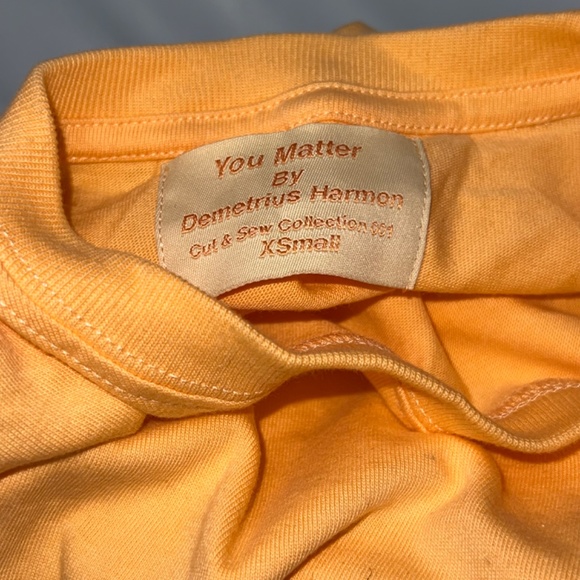 You Matter
By
Demetrius Harmon
Cut & Sew Collection 001
XSmall